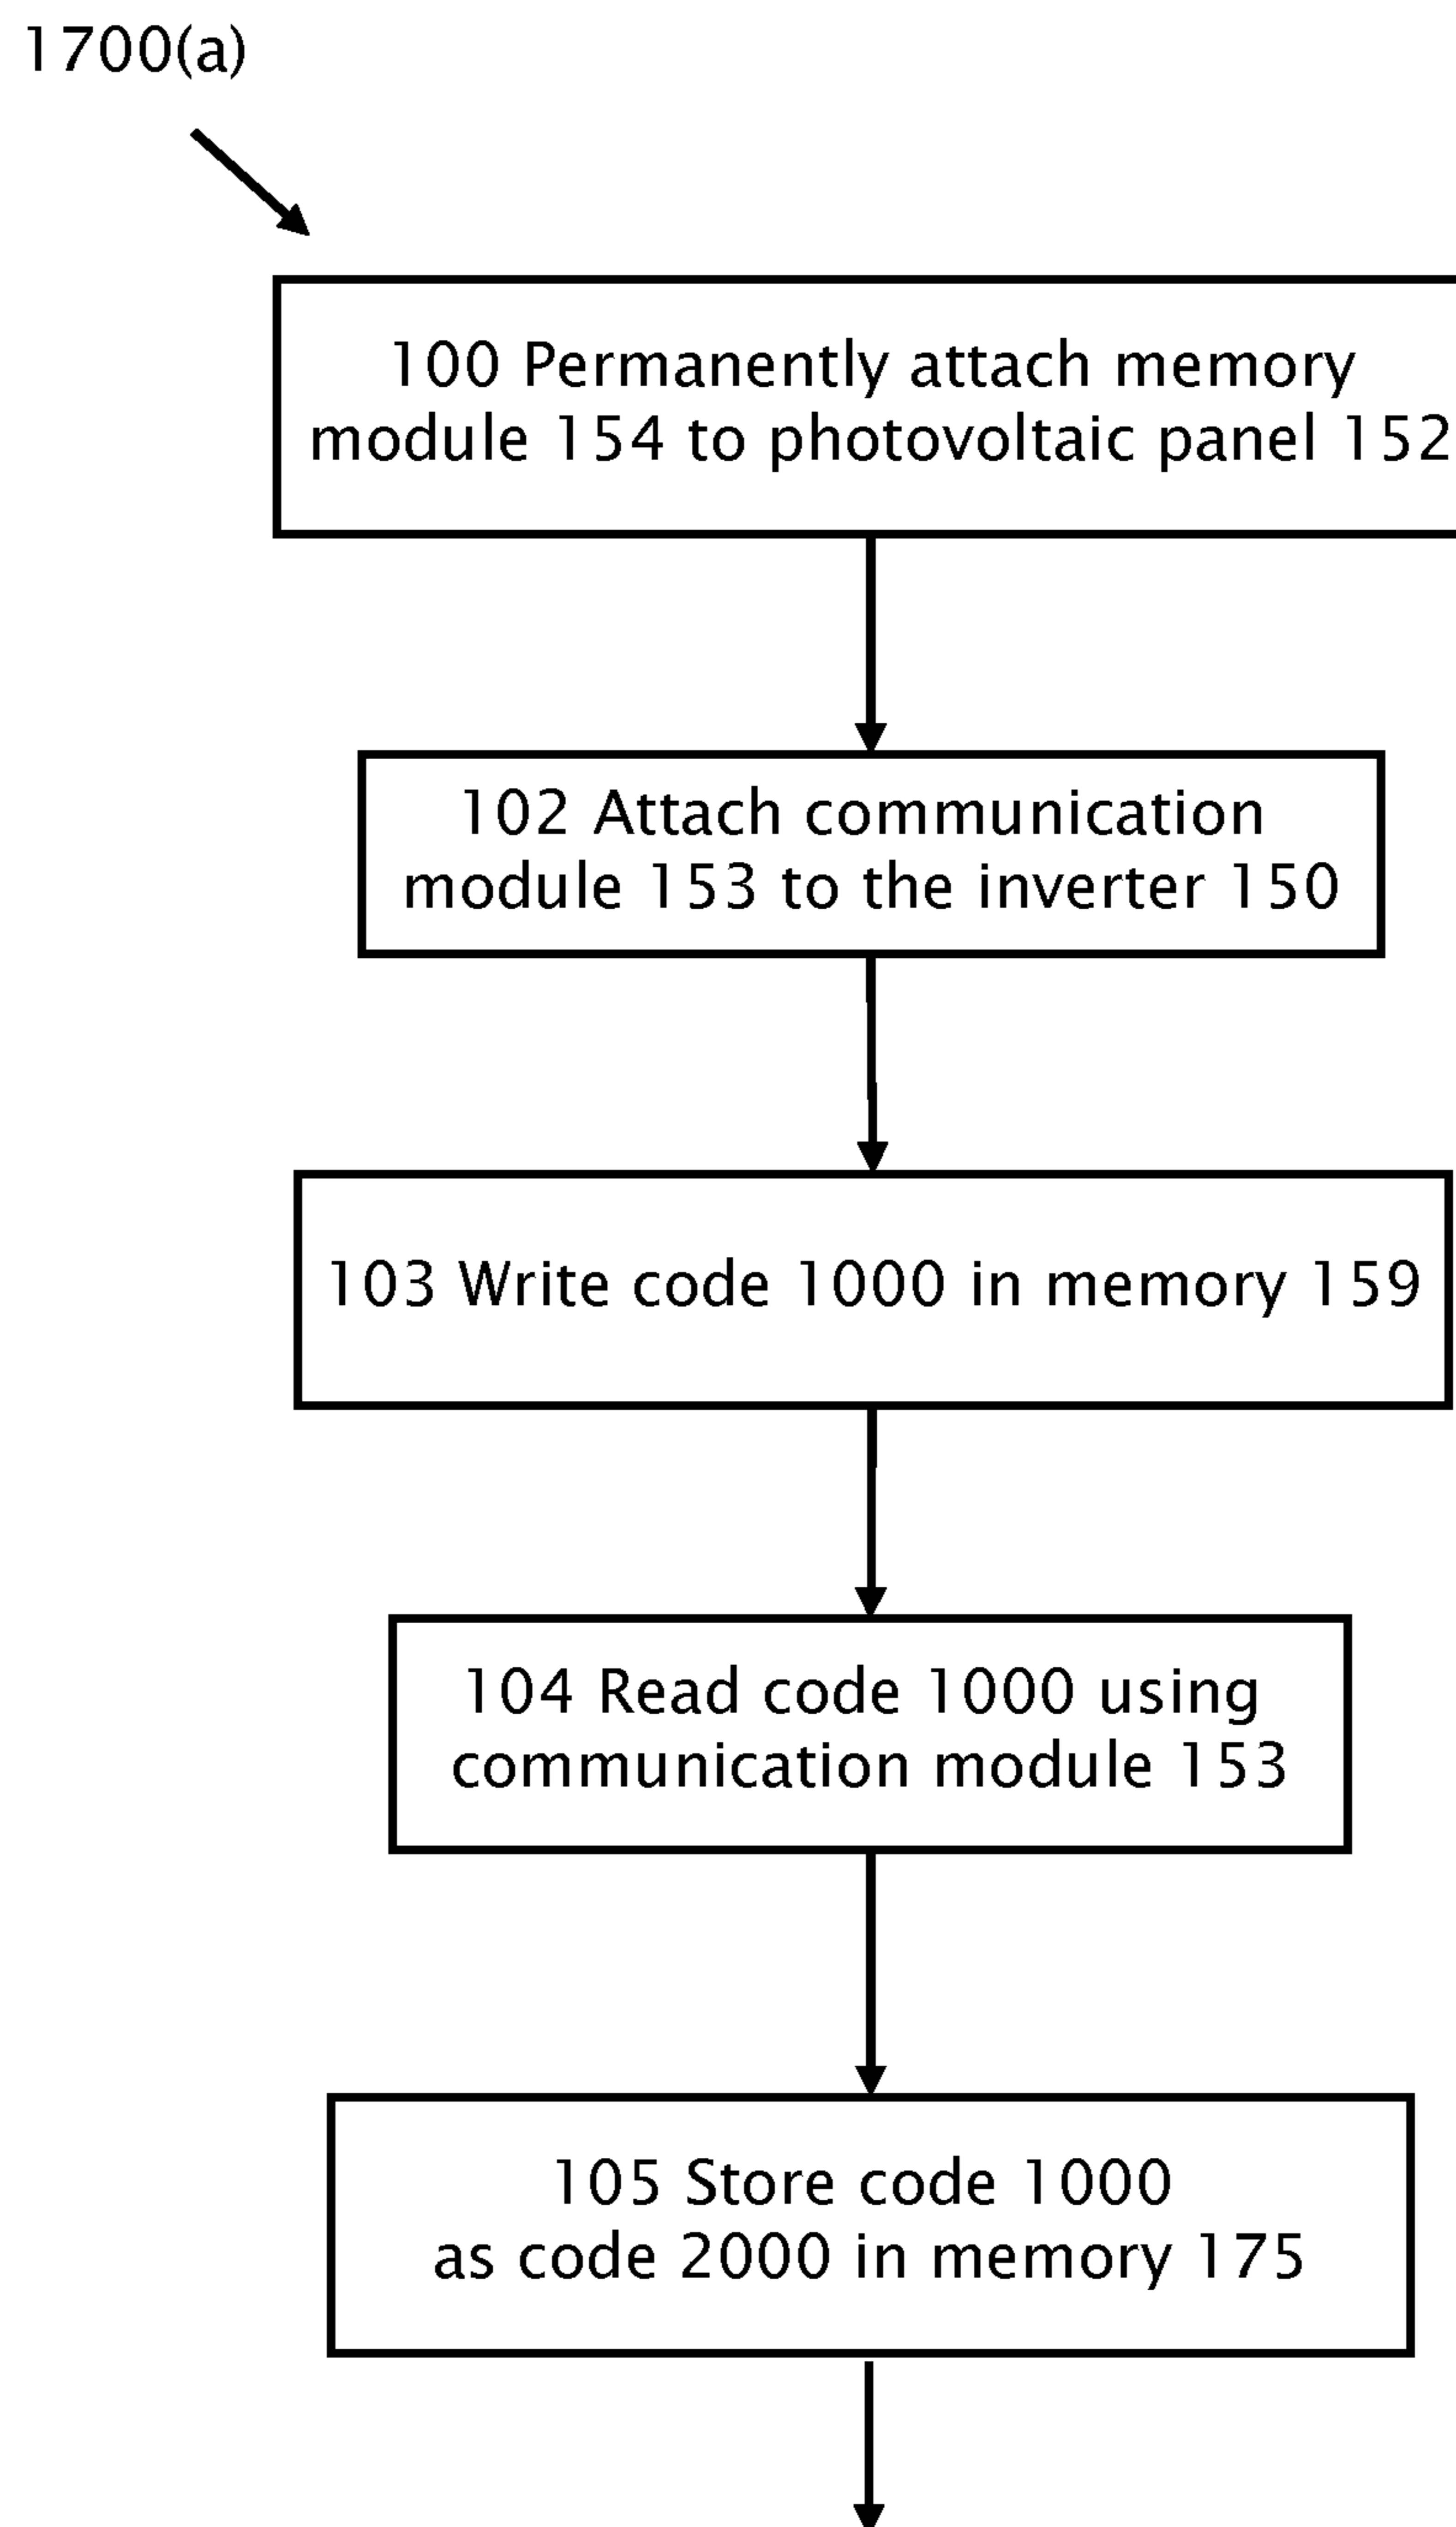 1700(a)
100 Permanently attach memory
module 154 to photovoltaic panel 152
102 Attach communication
module 153 to the inverter 150
103 Write code 1000 in memory 159
104 Read code 1000 using
communication module 153
105 Store code 1000
as code 2000 in memory 175